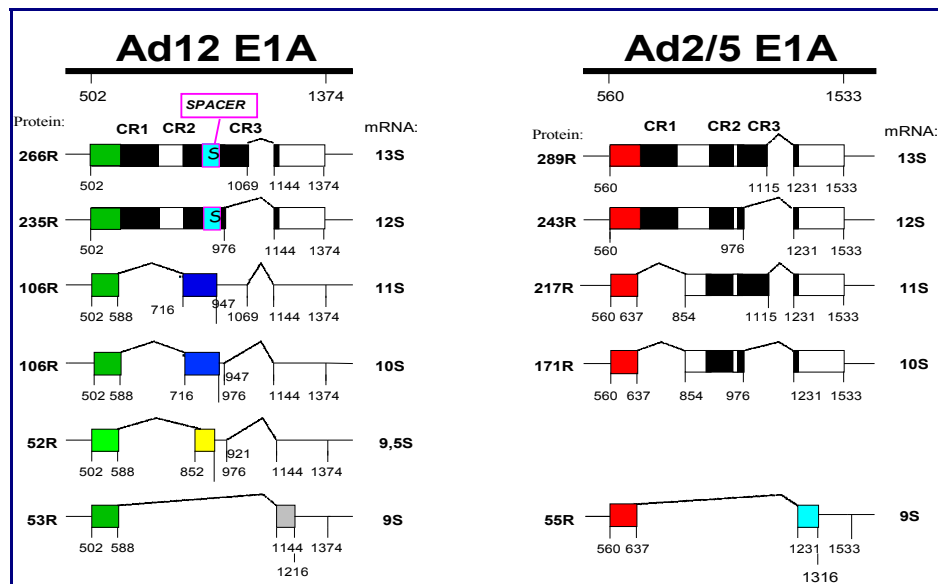 Ad12 E1A
502 1374
SPACER
Protein: CR1 CR2 CR3 mRNA:
266R S 13S
502 1069 1144 1374
235R S 12S
502 976 1144 1374
106R 11S
502 588 716 947 1069 1144 1374
106R 10S
947
502 588 716 976 1144 1374
52R 9,5S
921
502 588 852 976 1144 1374
53R 9S
502 588 1144 1374
1216
Ad2/5 E1A
560 1533
Protein: CR1 CR2 CR3 mRNA:
289R 13S
560 1115 1231 1533
243R 12S
560 976 1231 1533
217R 11S
560 637 854 1115 1231 1533
171R 10S
560 637 854 976 1231 1533
55R 9S
560 637 1231 1533
1316